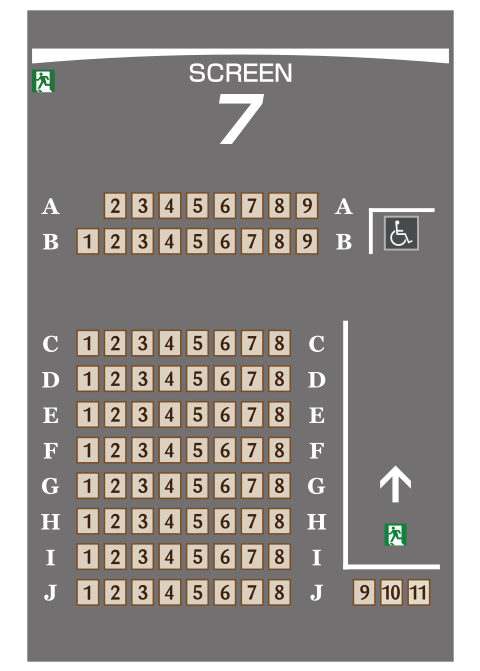 SCREEN
7
A 2 3 4 5 6 7 8 9 A
B 1 2 3 4 5 6 7 8 9 B
C 1 2 3 4 5 6 7 8 C
D 1 2 3 4 5 6 7 8 D
E 1 2 3 4 5 6 7 8 E
F 1 2 3 4 5 6 7 8 F
G 1 2 3 4 5 6 7 8 G
H 1 2 3 4 5 6 7 8 H
I 1 2 3 4 5 6 7 8 I
J 1 2 3 4 5 6 7 8 J 9 10 11